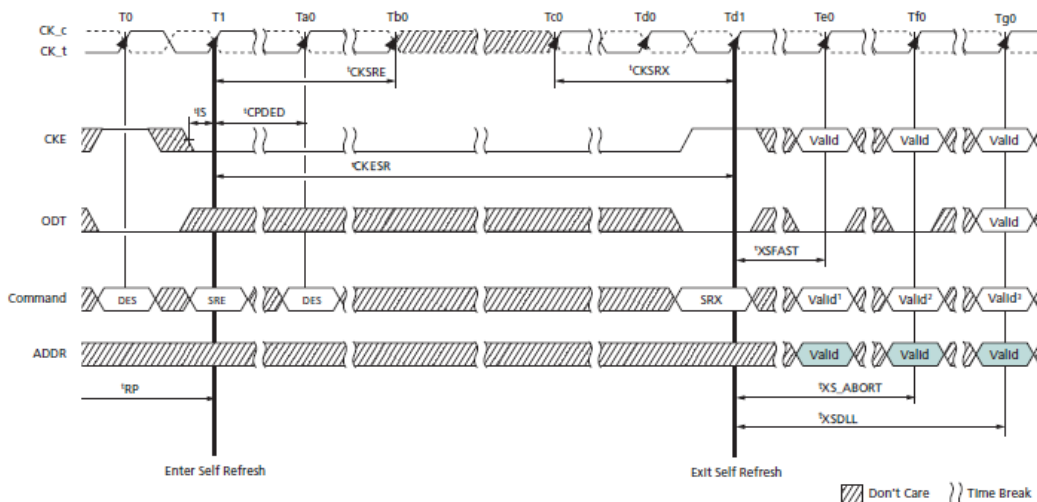 T0 T1 Ta0 Tb0 Tc0 Td0 Td1 Te0 Tf0 Tg0
CK_c
CK_t
tCKSRE tCKSRX
tIS tCPDED
CKE Valid Valid Valid
tCKESR
ODT Valid
tXSFAST
Command DES SRE DES SRX Valid1 Valid2 Valid3
ADDR Valid Valid Valid
tRP tXS_ABORT
tXSDLL
Enter Self Refresh Exit Self Refresh
Don't Care Time Break